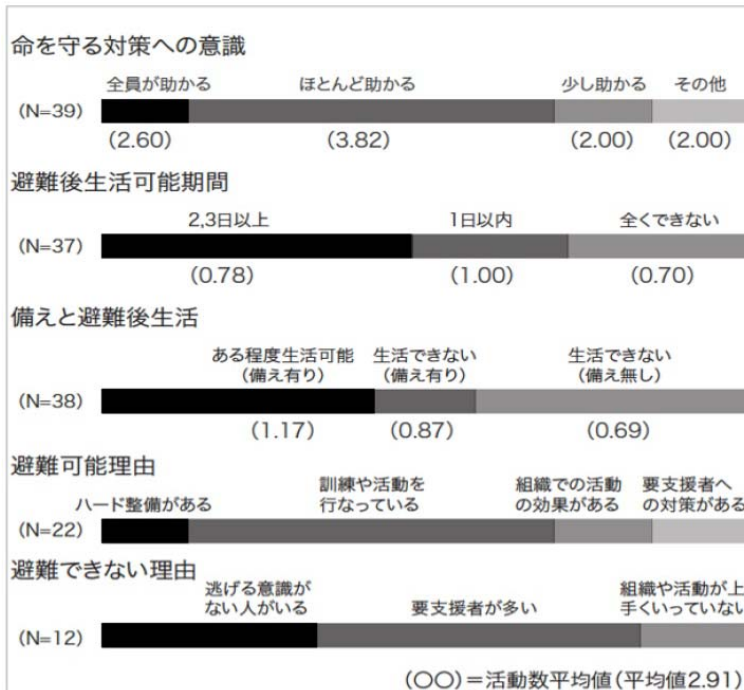 命を守る対策への意識
全員が助かる ほとんど助かる 少し助かる その他
(N=39)
(2.60) (3.82) (2.00) (2.00)
避難後生活可能期間
2,3日以上 1日以内 全くできない
(N=37)
(0.78) (1.00) (0.70)
備えと避難後生活
ある程度生活可能 生活できない 生活できない
(備え有り) (備え有り) (備え無し)
(N=38)
(1.17) (0.87) (0.69)
避難可能理由
訓練や活動を 組織での活動 要支援者へ
ハード整備がある 行なっている の効果がある の対策がある
(N=22)
避難できない理由
逃げる意識が 組織や活動が上
ない人がいる 要支援者が多い 手くいっていない
(N=12)
(〇〇)=活動数平均値(平均値2.91)